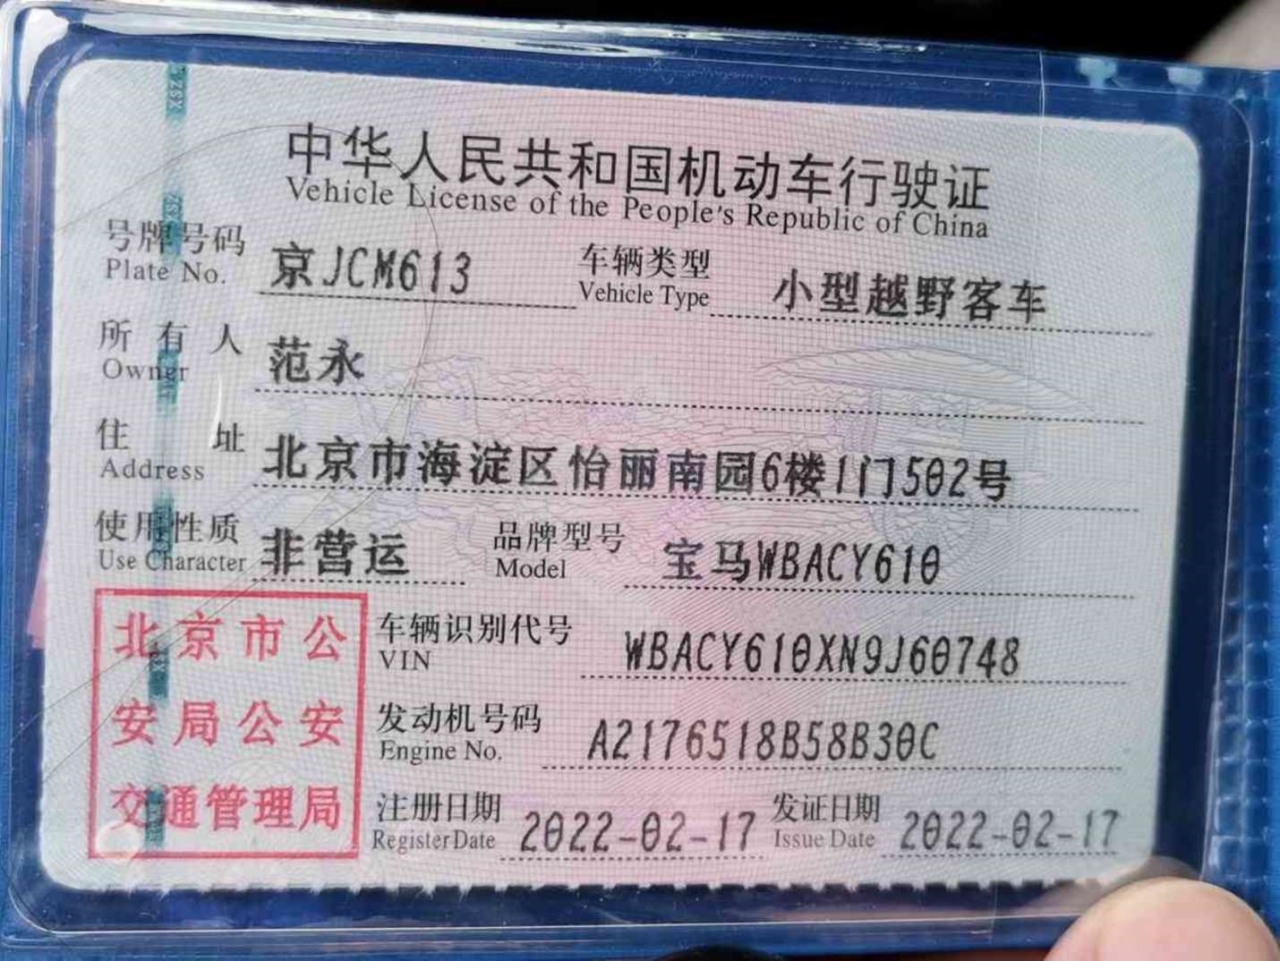 中华人民共和国机动车行驶证
Vehicle License of the People's Republic of China
号牌号码 京JCM613 车辆类型 小型越野客车
Plate No. Vehicle Type
所有人 范永
Owner
住址 北京市海淀区怡丽南园6楼1门502号
Address
使用性质 非营运 品牌型号 宝马WBACY610
Use Character Model
北京市公
安局公安
交通管理局
车辆识别代号 WBACY610XN9J60748
VIN
发动机号码 A2176518B58B30C
Engine No.
注册日期 2022-02-17 发证日期 2022-02-17
Register Date Issue Date